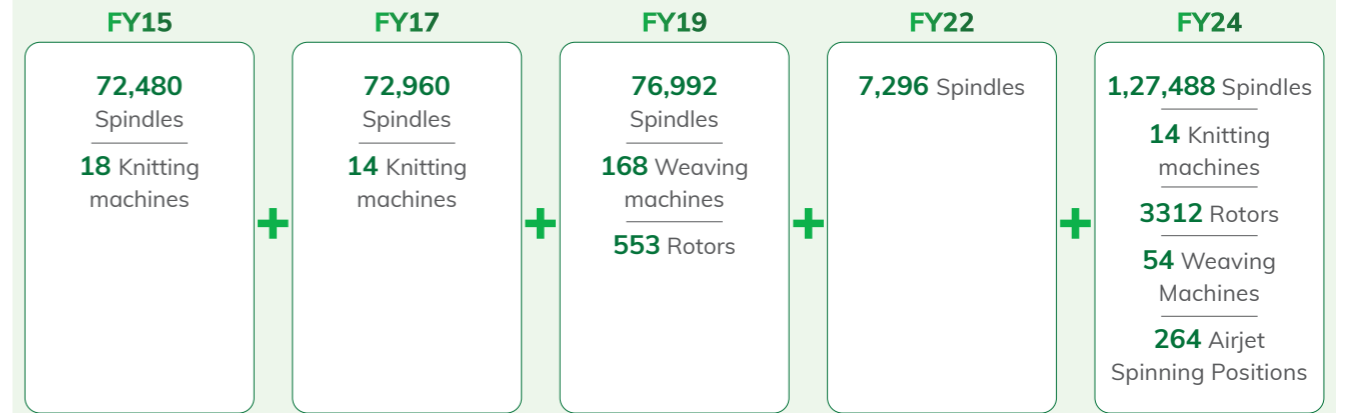 FY15
72,480
Spindles
18 Knitting
machines
+
FY17
72,960
Spindles
14 Knitting
machines
+
FY19
76,992
Spindles
168 Weaving
machines
553 Rotors
+
FY22
7,296 Spindles
+
FY24
1,27,488 Spindles
14 Knitting
machines
3312 Rotors
54 Weaving
Machines
264 Airjet
Spinning Positions